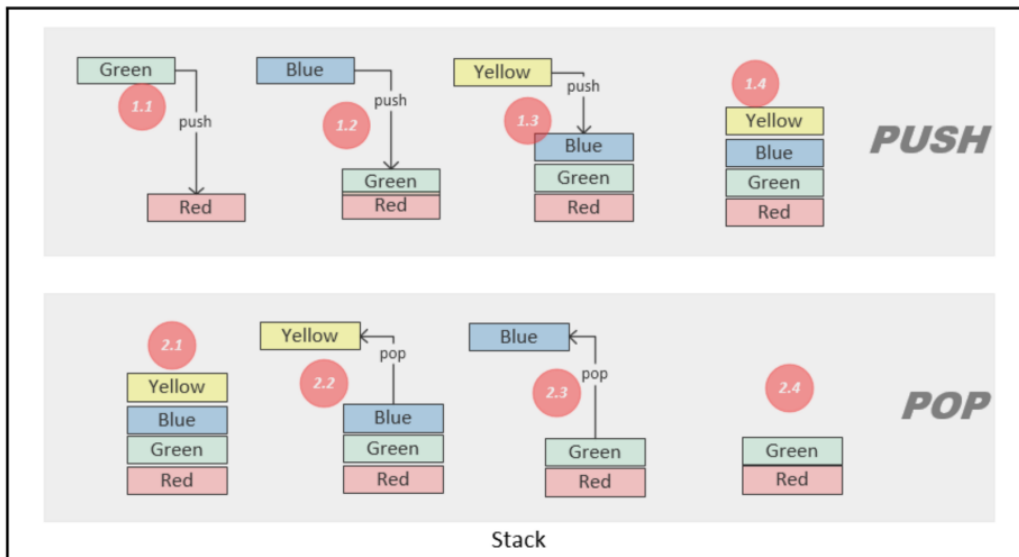 Green
1.1
push
Red
Blue
1.2
push
Green
Red
Yellow
1.3
push
Blue
Green
Red
1.4
Yellow
Blue
Green
Red
PUSH
2.1
Yellow
Blue
Green
Red
Yellow
pop
2.2
Blue
Green
Red
Blue
pop
2.3
Green
Red
2.4
Green
Red
POP
Stack